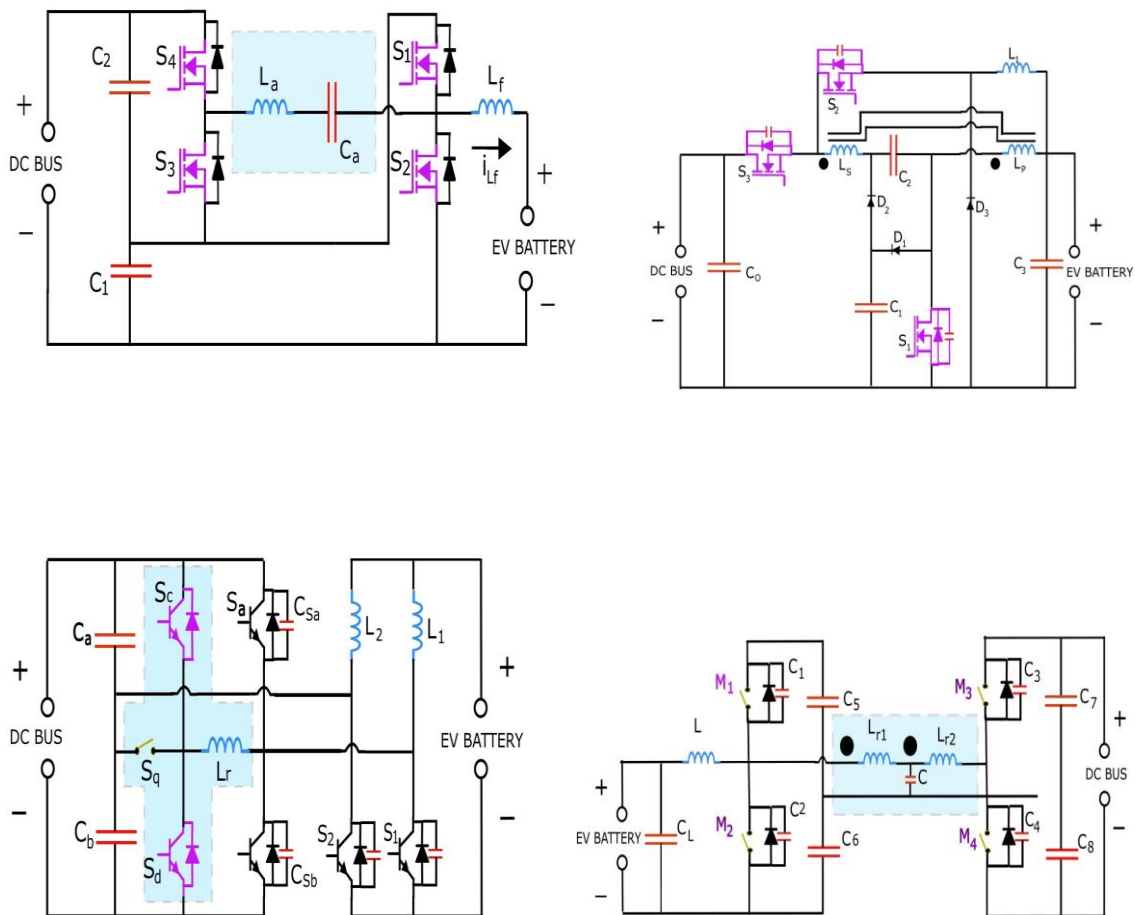 C2
S4
S1
La
Lf
+
DC BUS
−
S3
Ca
S2
iLf
+
EV BATTERY
−
C1
S2
L1
S3
LS
C2
LP
D2
D3
D1
+
DC BUS
−
C0
C1
S1
C3
+
EV BATTERY
−
Sc
Sa
CSa
Ca
L2
L1
+
DC BUS
−
Sq
Lr
+
EV BATTERY
−
Cb
Sd
CSb
S2
S1
M1
C1
C5
M3
C3
C7
L
Lr1
Lr2
C
+
EV BATTERY
−
CL
M2
C2
C6
M4
C4
C8
+
DC BUS
−